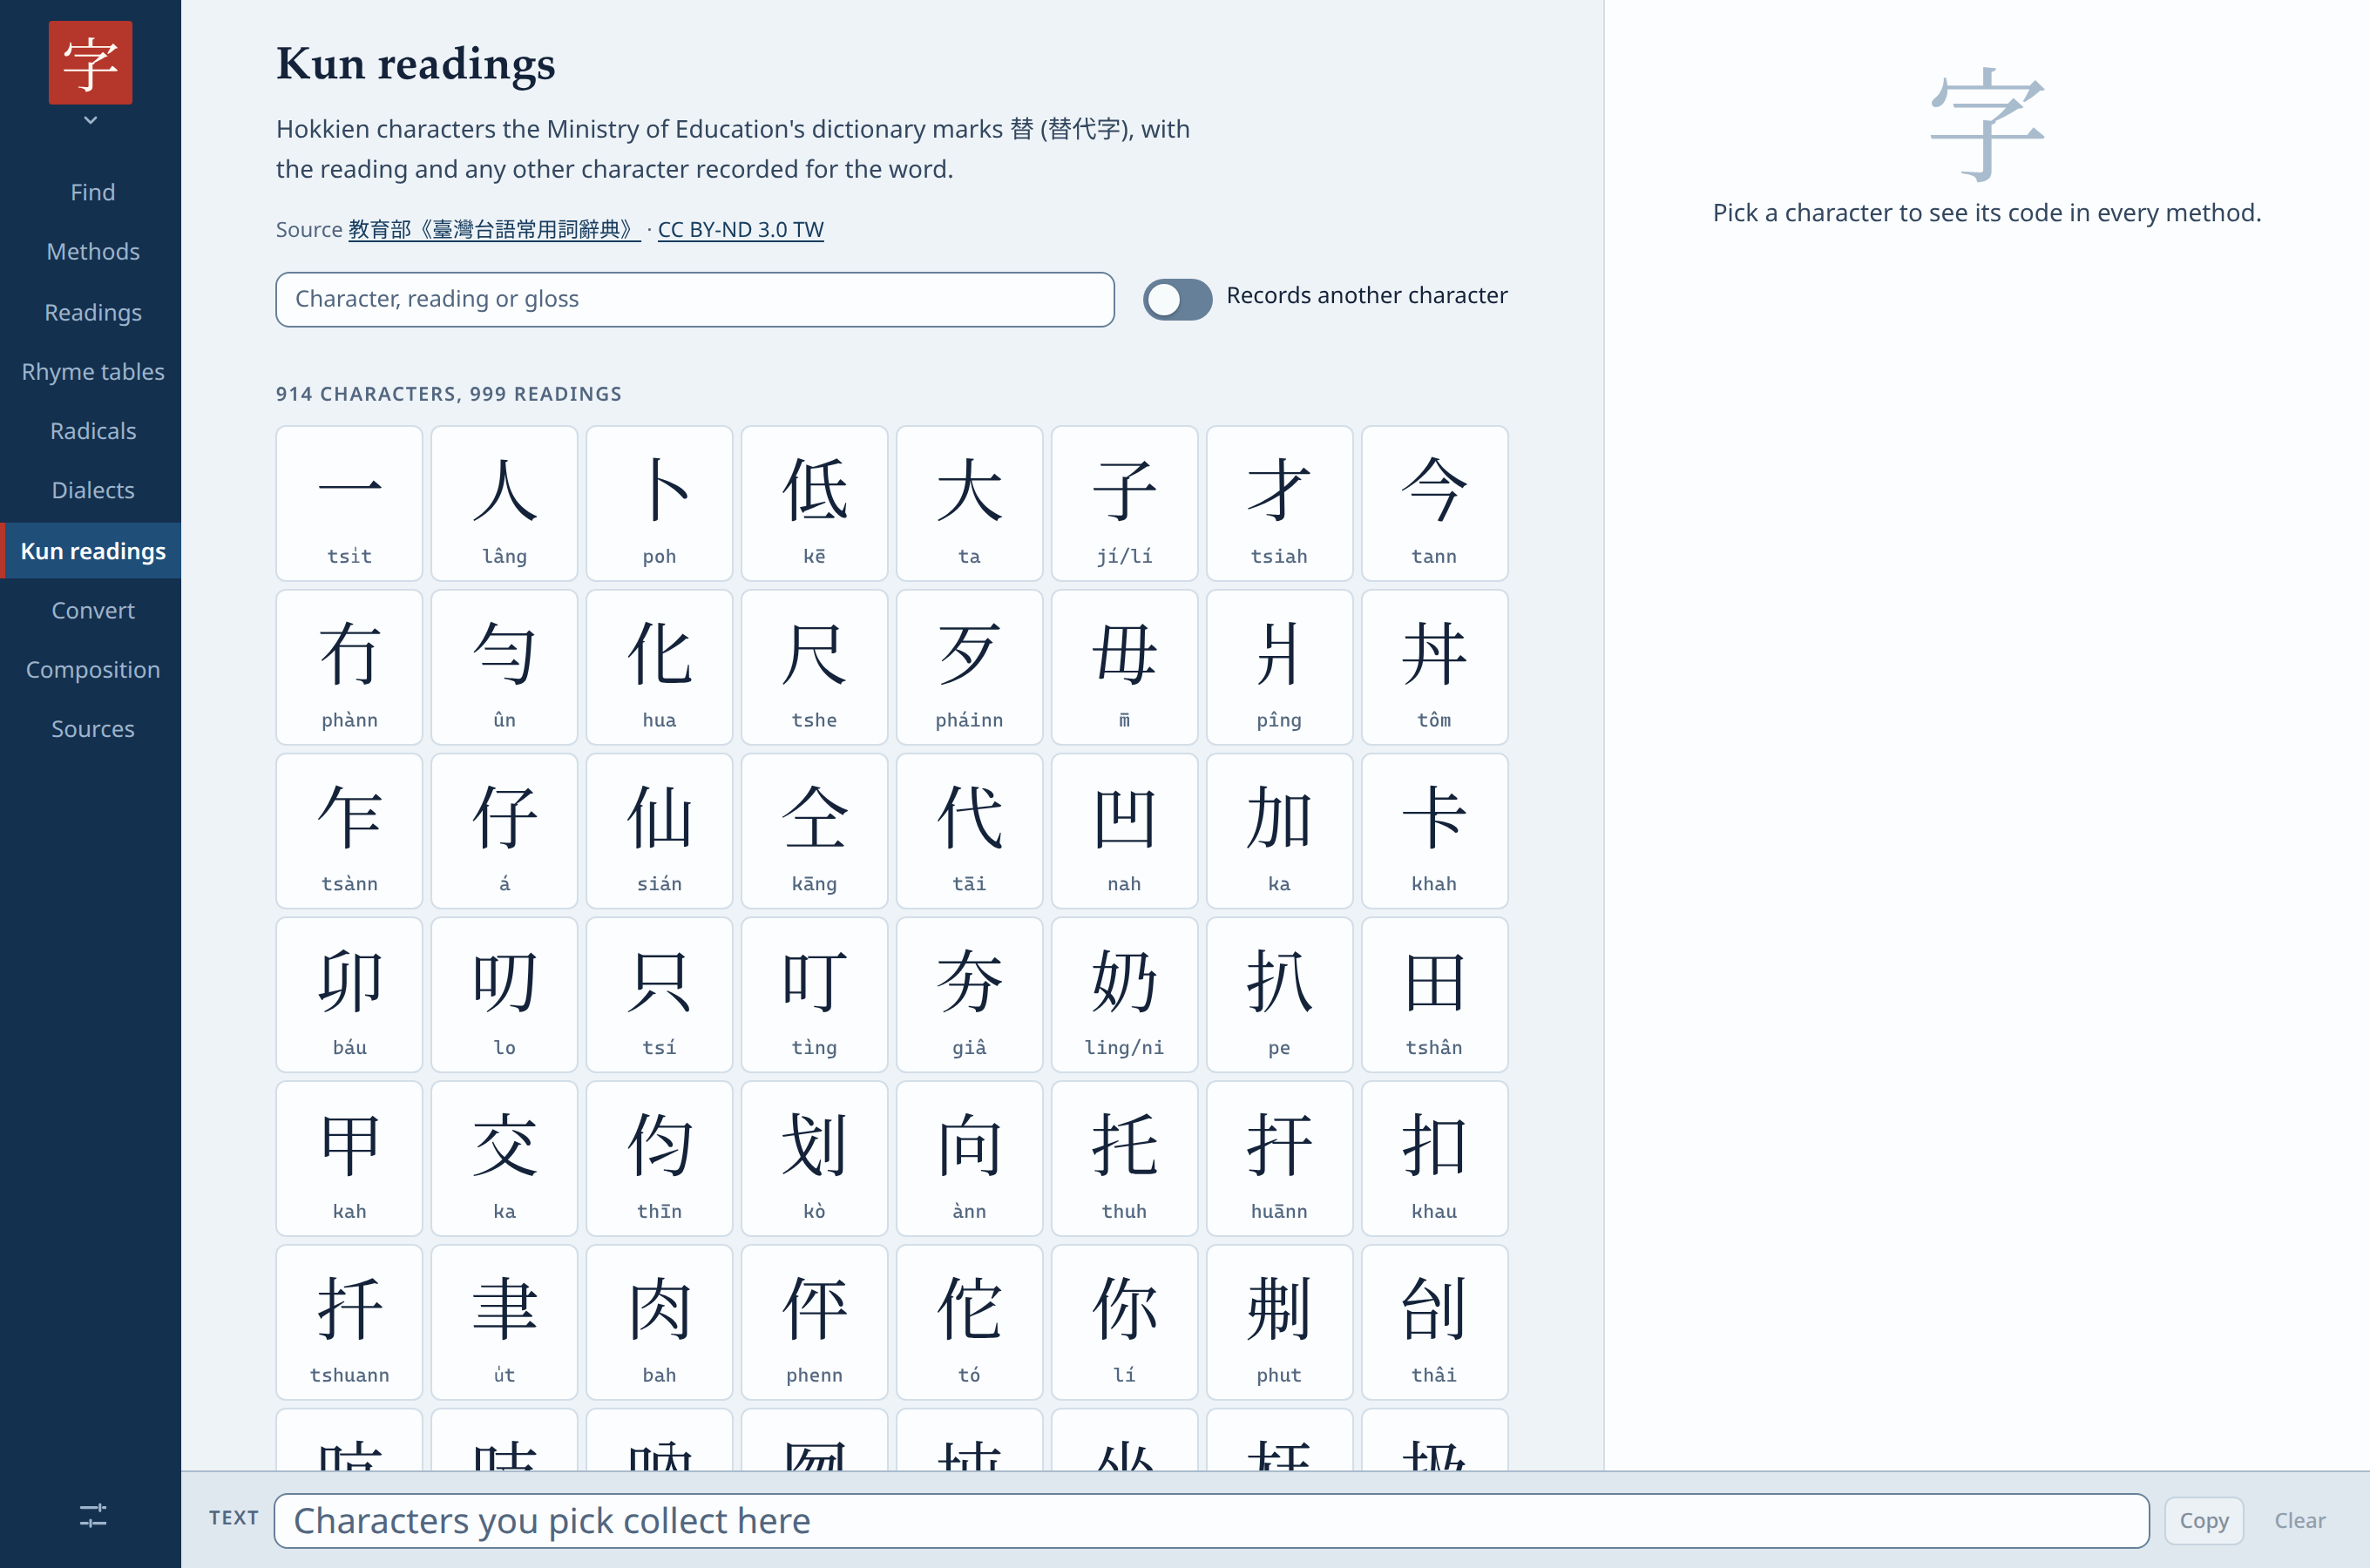 字
Find
Methods
Readings
Rhyme tables
Radicals
Dialects
Kun readings
Convert
Composition
Sources
Kun readings
Hokkien characters the Ministry of Education's dictionary marks 替 (替代字), with
the reading and any other character recorded for the word.
Source 教育部《臺灣台語常用詞辭典》 · CC BY-ND 3.0 TW
Character, reading or gloss
Records another character
914 CHARACTERS, 999 READINGS
一 人 卜 低 大 子 才 今
tsi̍t lâng poh kē ta jí/lí tsiah tann
冇 勻 化 尺 歹 毋 爿 丼
phànn ûn hua tshe pháinn m̄ pîng tôm
乍 仔 仙 仝 代 凹 加 卡
tsànn á sián kāng tāi nah ka khah
卯 叨 只 叮 夯 奶 扒 田
báu lo tsí tìng giâ ling/ni pe tshân
甲 交 伨 划 向 托 扞 扣
kah ka thīn kò ànn thuh huānn khau
扦 聿 肉 伻 佗 你 刜 刣
tshuann u̍t bah phenn tó lí phut thâi
字
Pick a character to see its code in every method.
TEXT
Characters you pick collect here
Copy
Clear